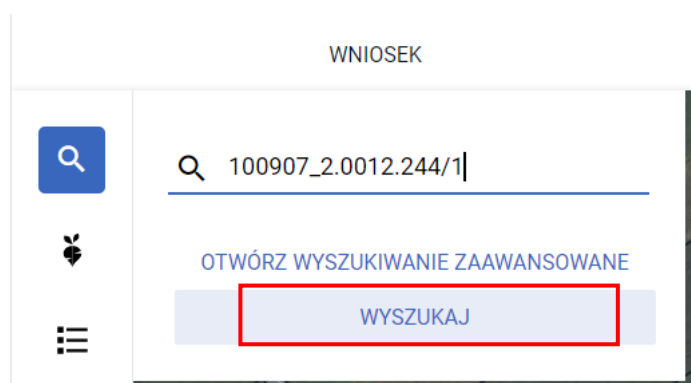 WNIOSEK
100907_2.0012.244/1
OTWÓRZ WYSZUKIWANIE ZAAWANSOWANE
WYSZUKAJ